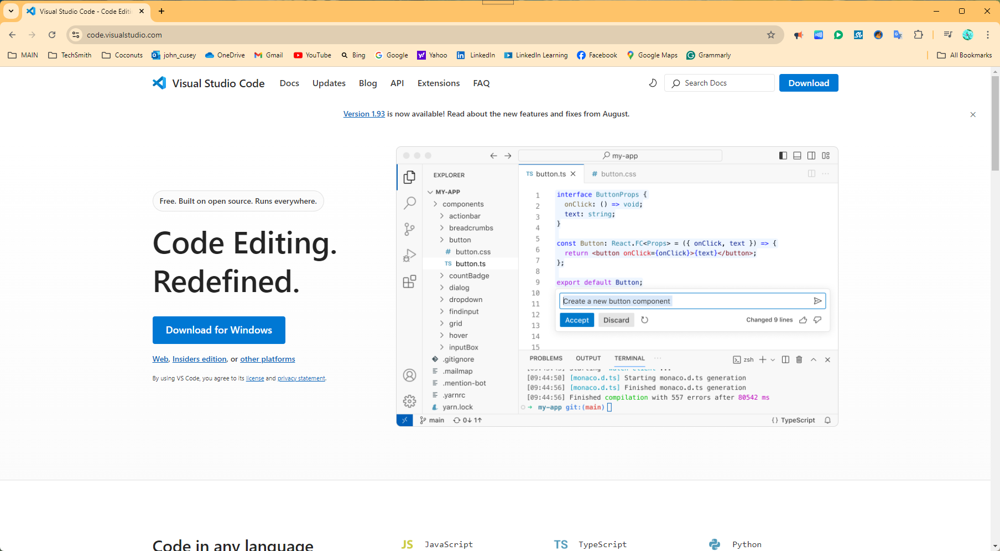 Visual Studio Code - Code Editi
code.visualstudio.com
MAIN TechSmith Coconuts john_cusey OneDrive Gmail YouTube Bing Google Yahoo LinkedIn LinkedIn Learning Facebook Google Maps Grammarly All Bookmarks
Visual Studio Code Docs Updates Blog API Extensions FAQ Search Docs Download
Version 1.93 is now available! Read about the new features and fixes from August.
Free. Built on open source. Runs everywhere.
Code Editing.
Redefined.
Download for Windows
Web, Insiders edition, or other platforms
By using VS Code, you agree to its license and privacy statement.
my-app
EXPLORER
MY-APP
components
actionbar
breadcrumbs
button
# button.css
TS button.ts
countBadge
dialog
dropdown
findinput
grid
hover
inputBox
.gitignore
.mailmap
.mention-bot
.yarnrc
yarn.lock
TS button.ts # button.css
1 interface ButtonProps {
2 onClick: () => void;
3 text: string;
4 }
5
6 const Button: React.FC<Props> = ({ onClick, text }) => {
7 return <button onClick={onClick}>{text}</button>;
8 };
9 export default Button;
10
11
12
13
14
15
Create a new button component
Accept Discard Changed 9 lines
PROBLEMS OUTPUT TERMINAL zsh
[09:44:50] [monaco.d.ts] Starting monaco.d.ts generation
[09:44:56] [monaco.d.ts] Finished monaco.d.ts generation
[09:44:56] Finished compilation with 557 errors after 80542 ms
my-app git:(main)
main 0↓ 1↑ {} TypeScript
Code in any language
JS JavaScript TS TypeScript Python